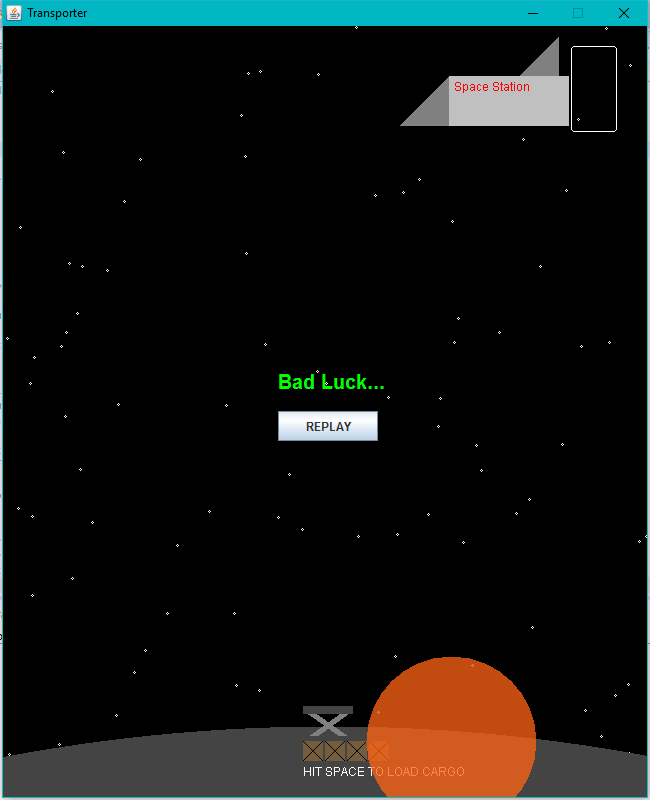 Transporter
Space Station
Bad Luck...
REPLAY
HIT SPACE TO LOAD CARGO